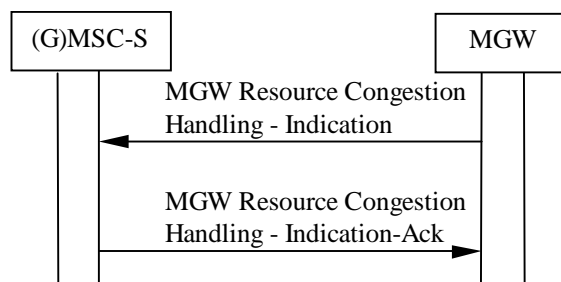 (G)MSC-S
MGW
MGW Resource Congestion
Handling - Indication
MGW Resource Congestion
Handling - Indication-Ack